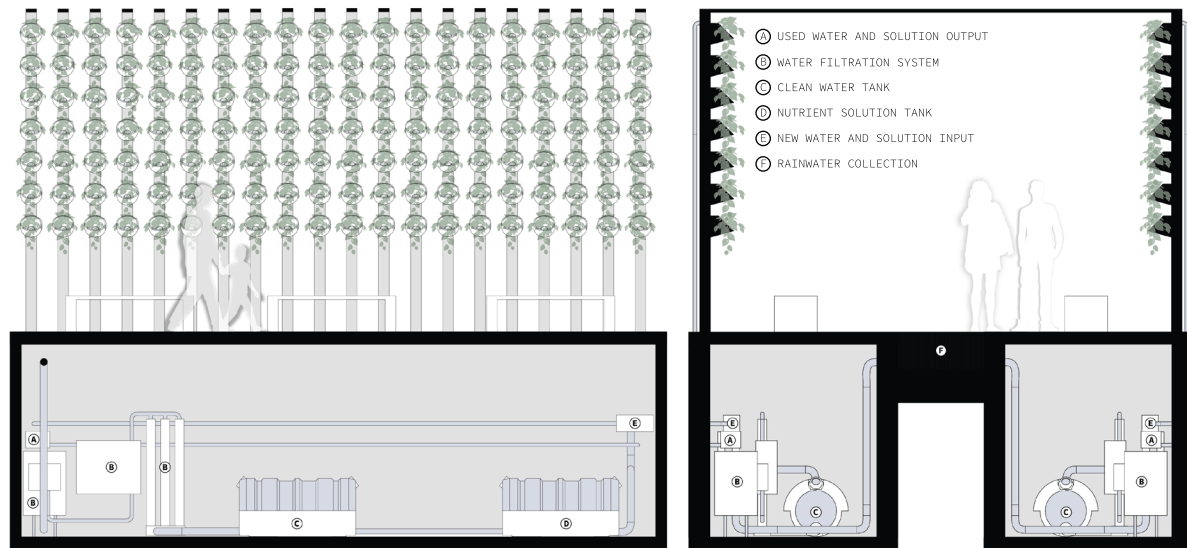 A USED WATER AND SOLUTION OUTPUT
B WATER FILTRATION SYSTEM
C CLEAN WATER TANK
D NUTRIENT SOLUTION TANK
E NEW WATER AND SOLUTION INPUT
F RAINWATER COLLECTION
F
E
E E
A A A
B B
B B
B
C D
C C